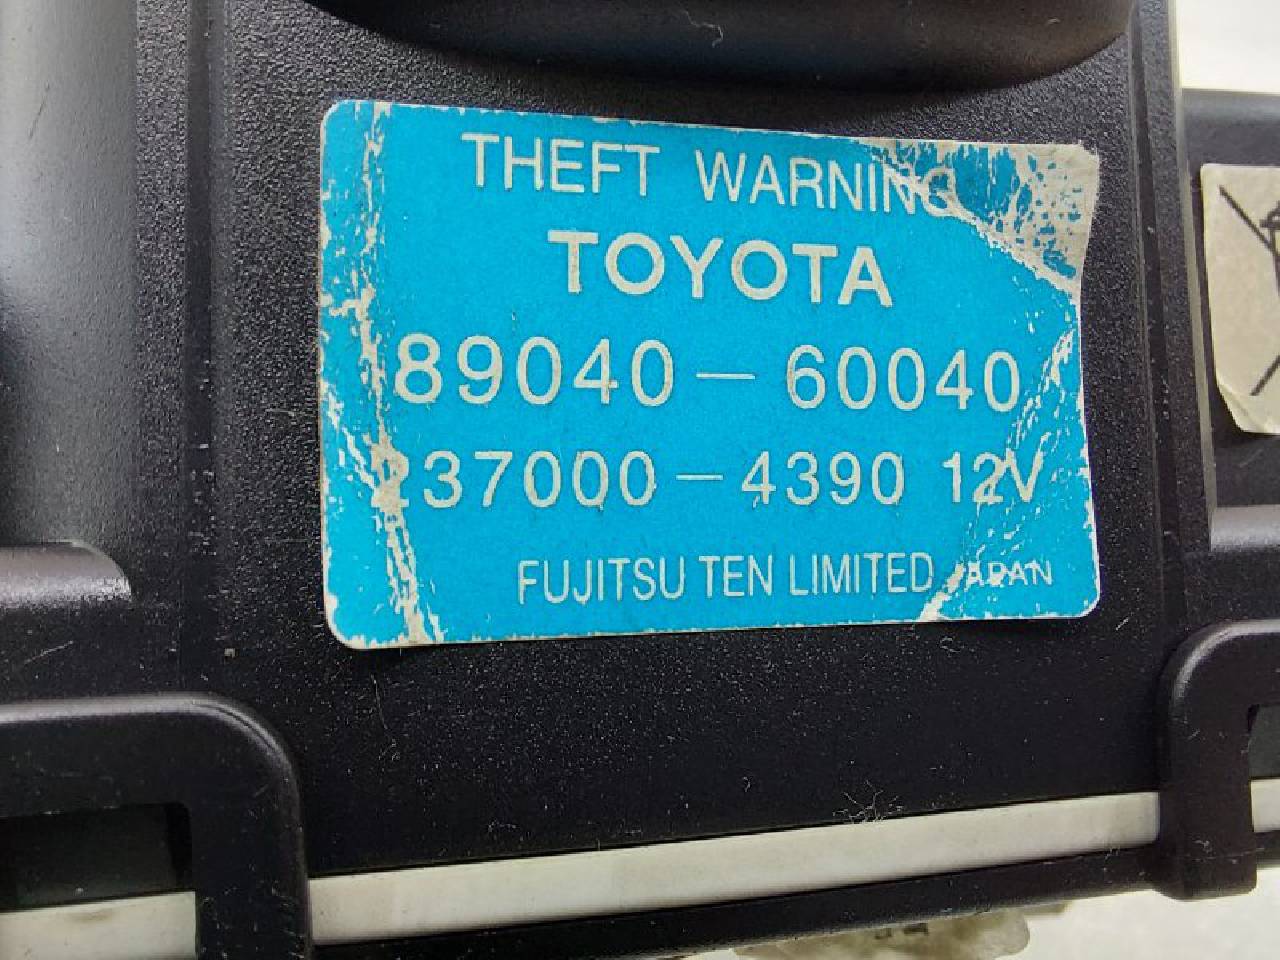 THEFT WARNING
TOYOTA
89040-60040
237000-4390 12V
FUJITSU TEN LIMITED JAPAN